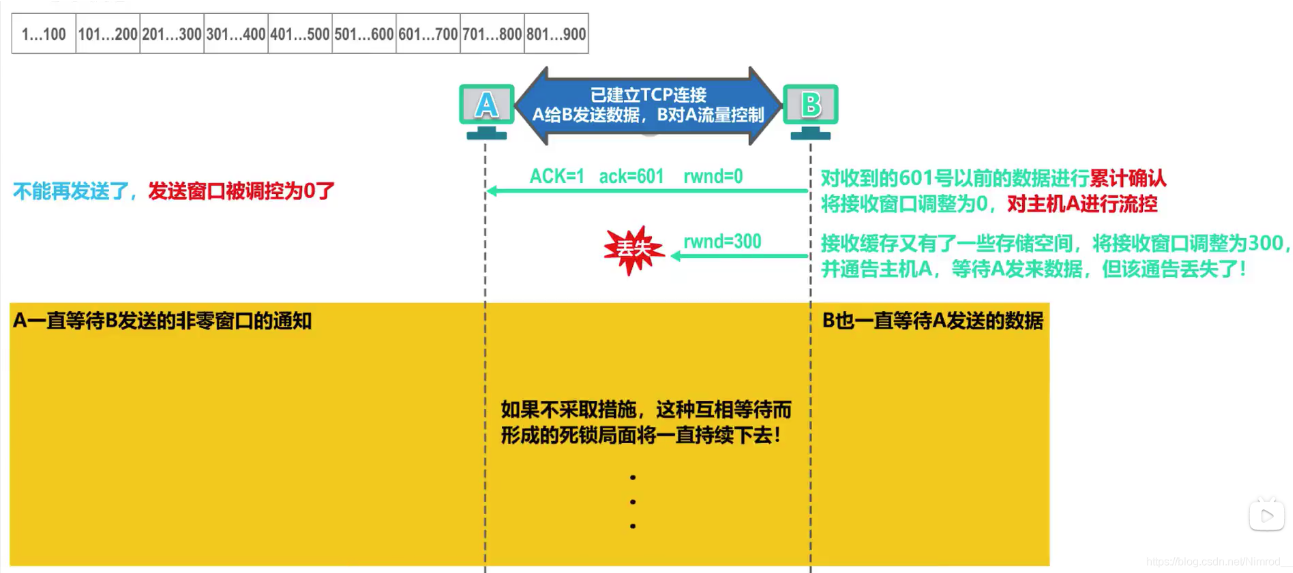 1…100 101…200 201…300 301…400 401…500 501…600 601…700 701…800 801…900
A
已建立TCP连接
A给B发送数据，B对A流量控制
B
不能再发送了，发送窗口被调控为0了
ACK=1 ack=601 rwnd=0
对收到的601号以前的数据进行累计确认
将接收窗口调整为0，对主机A进行流控
丢失
rwnd=300
接收缓存又有了一些存储空间，将接收窗口调整为300，
并通告主机A，等待A发来数据，但该通告丢失了！
A一直等待B发送的非零窗口的通知
B也一直等待A发送的数据
如果不采取措施，这种互相等待而
形成的死锁局面将一直持续下去！
https://blog.csdn.net/Nimrod__